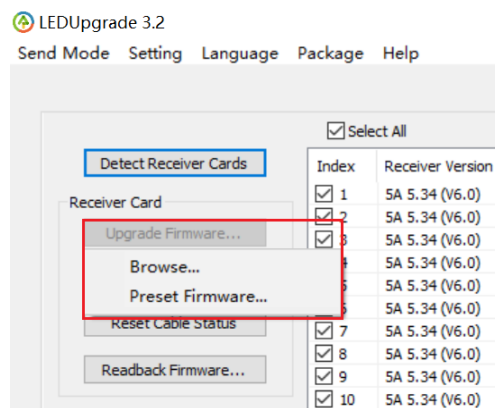 LEDUpgrade 3.2
Send Mode Setting Language Package Help
Select All
Detect Receiver Cards
Index Receiver Version
Receiver Card
1 5A 5.34 (V6.0)
2 5A 5.34 (V6.0)
Upgrade Firmware...
3 5A 5.34 (V6.0)
Browse...
4 5A 5.34 (V6.0)
5 5A 5.34 (V6.0)
Preset Firmware...
6 5A 5.34 (V6.0)
Reset Cable Status
7 5A 5.34 (V6.0)
8 5A 5.34 (V6.0)
Readback Firmware...
9 5A 5.34 (V6.0)
10 5A 5.34 (V6.0)